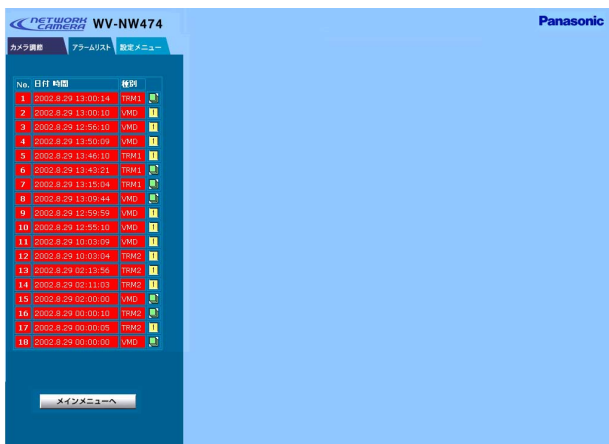 NETWORK CAMERA WV-NW474
Panasonic
カメラ調節 アラームリスト 設定メニュー
No. 日付 時間 種別
1 2002.8.29 13:00:14 TRM1
2 2002.8.29 13:00:10 VMD !
3 2002.8.29 12:56:10 VMD !
4 2002.8.29 13:50:09 VMD !
5 2002.8.29 13:46:10 TRM1 !
6 2002.8.29 13:43:21 TRM1
7 2002.8.29 13:15:04 TRM1
8 2002.8.29 13:09:44 VMD
9 2002.8.29 12:59:59 VMD !
10 2002.8.29 12:55:10 VMD !
11 2002.8.29 10:03:09 VMD !
12 2002.8.29 10:03:04 TRM2 !
13 2002.8.29 02:13:56 TRM2 !
14 2002.8.29 02:11:03 TRM2 !
15 2002.8.29 02:00:00 VMD
16 2002.8.29 00:00:10 TRM2
17 2002.8.29 00:00:05 TRM2 !
18 2002.8.29 00:00:00 VMD
メインメニューへ